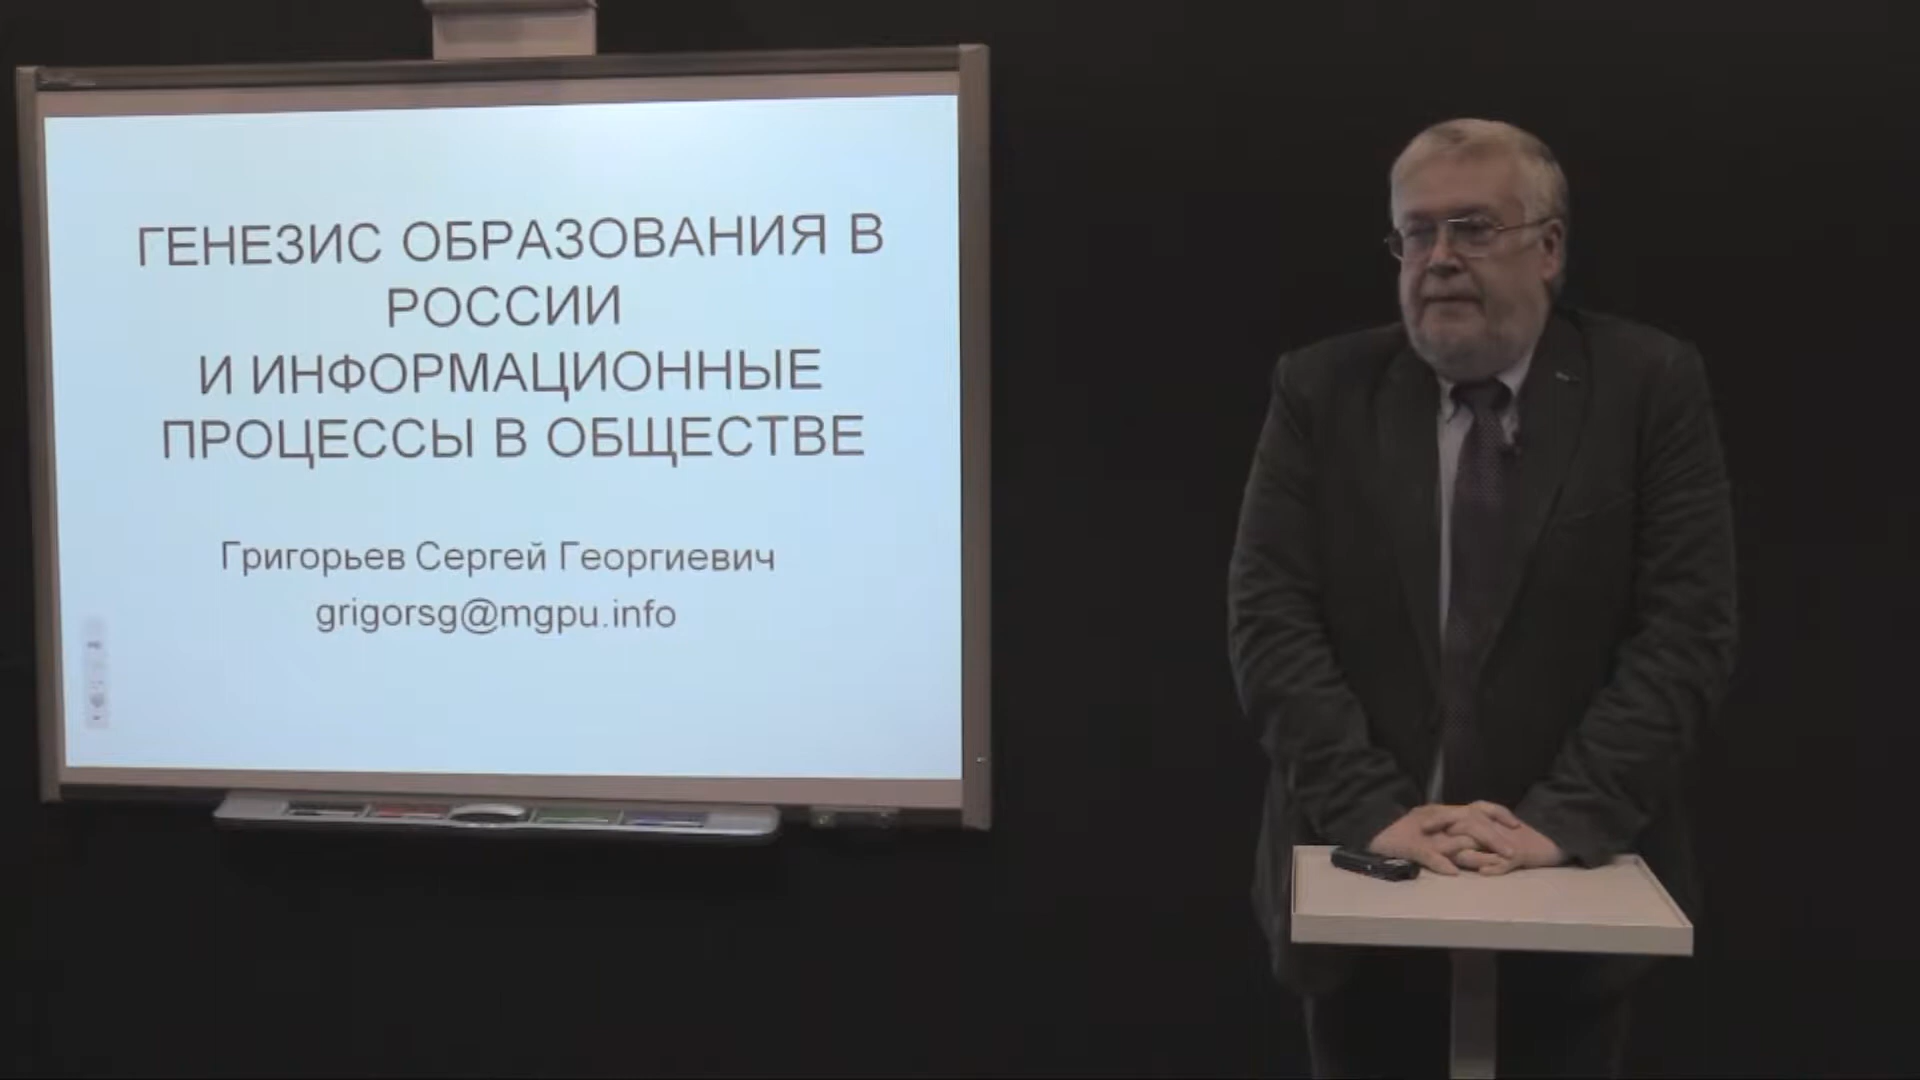 ГЕНЕЗИС ОБРАЗОВАНИЯ В
РОССИИ
И ИНФОРМАЦИОННЫЕ
ПРОЦЕССЫ В ОБЩЕСТВЕ
Григорьев Сергей Георгиевич
grigorsg@mgpu.info